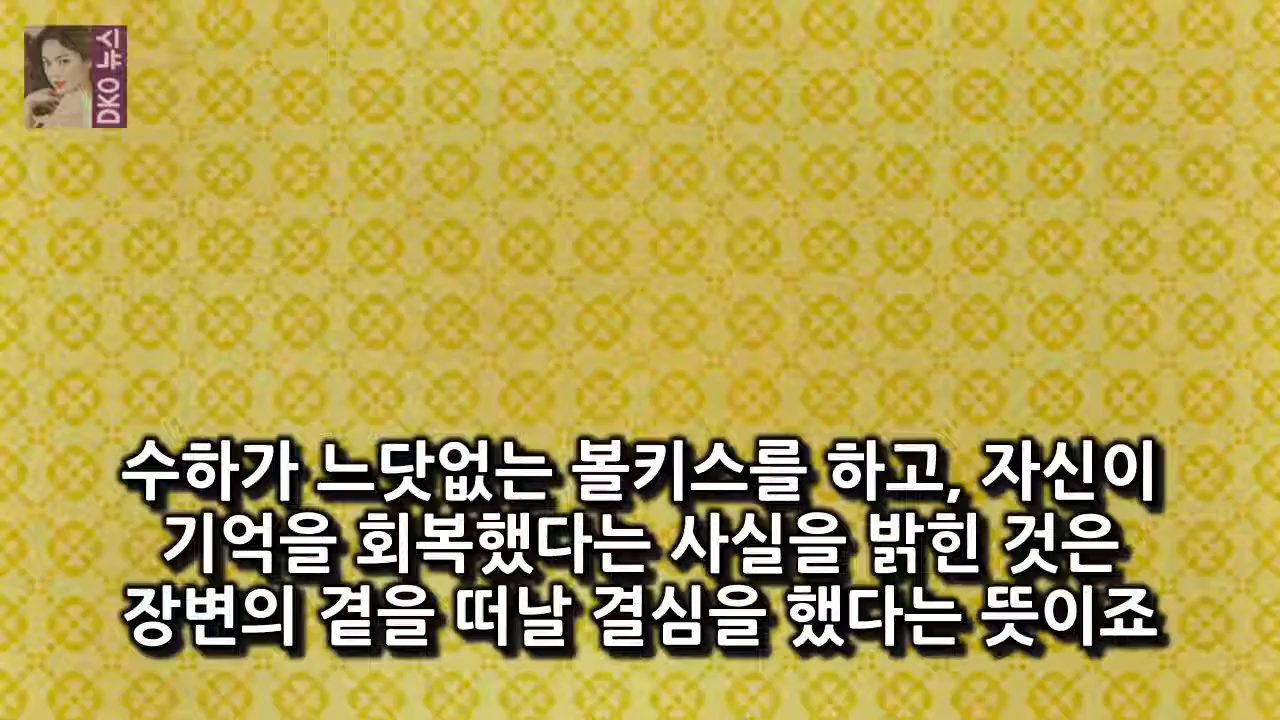 DKO 뉴스
수하가 느닷없는 볼키스를 하고, 자신이
기억을 회복했다는 사실을 밝힌 것은
장변의 곁을 떠날 결심을 했다는 뜻이죠